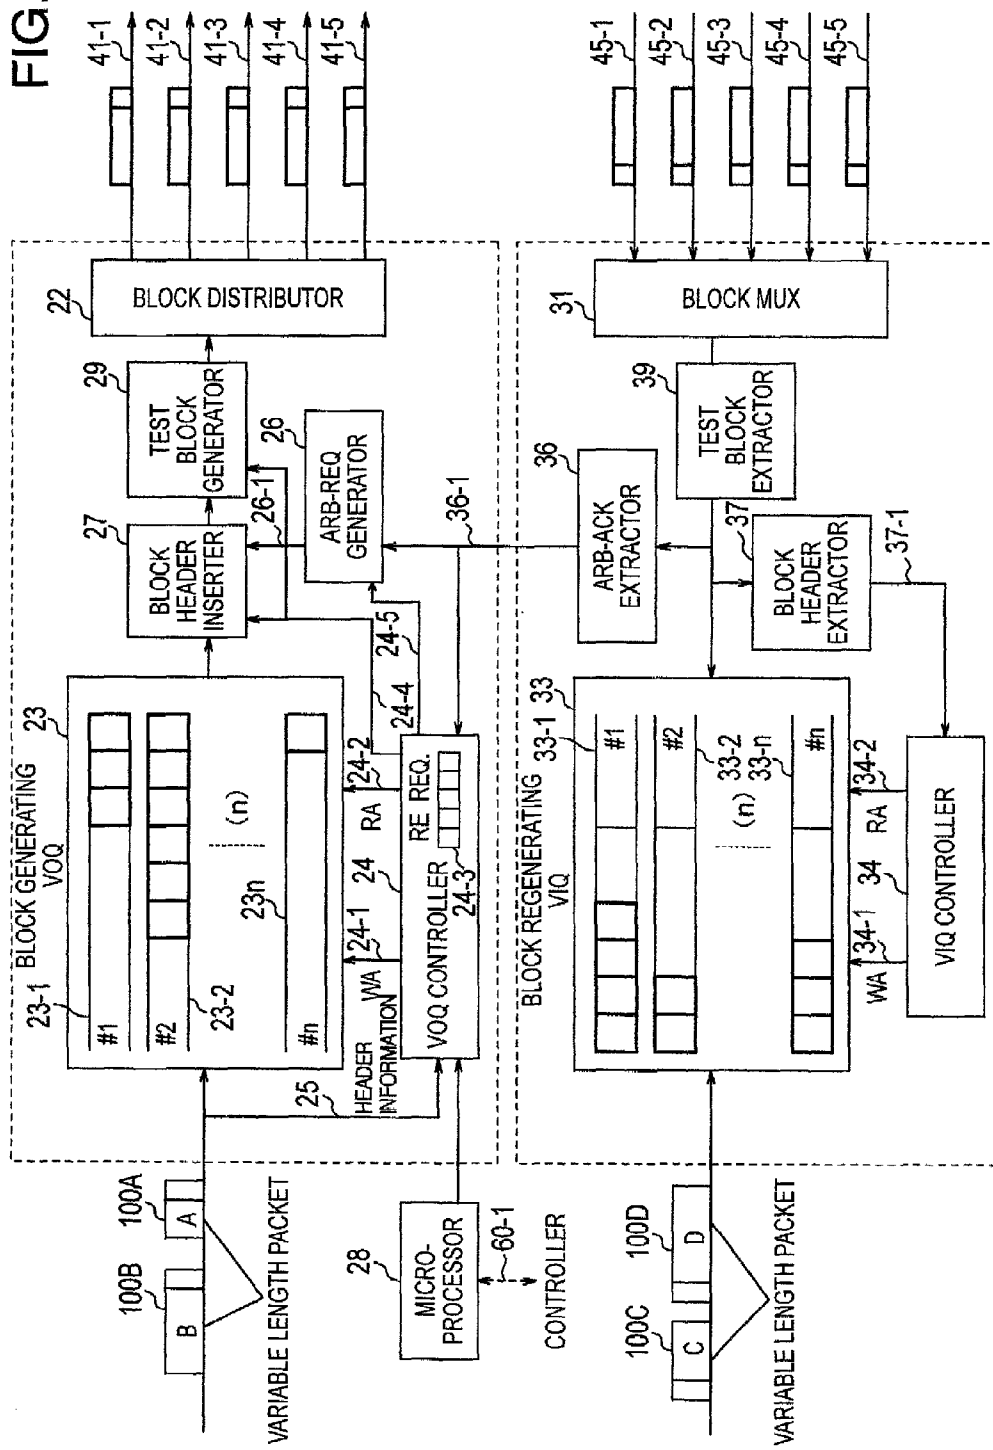 FIG.
BLOCK GENERATING
VOQ
23
23-1
#1
#2
23-2
(n)
23n
#n
100A
A
100B
B
VARIABLE LENGTH PACKET
25
HEADER
INFORMATION
WA
24-1
24
RA
24-2
24-4
24-5
VOQ CONTROLLER
RE REQ.
24-3
28
MICRO-
PROCESSOR
60-1
CONTROLLER
27
BLOCK
HEADER
INSERTER
26-1
29
TEST
BLOCK
GENERATOR
26
ARB-REQ
GENERATOR
36-1
22
BLOCK DISTRIBUTOR
41-1
41-2
41-3
41-4
41-5
BLOCK REGENERATING
VIQ
33
33-1
#1
#2
33-2
(n)
33-n
#n
100D
D
100C
C
VARIABLE LENGTH PACKET
WA
34-1
34
RA
34-2
VIQ CONTROLLER
36
ARB-ACK
EXTRACTOR
37
BLOCK
HEADER
EXTRACTOR
37-1
39
TEST
BLOCK
EXTRACTOR
31
BLOCK MUX
45-1
45-2
45-3
45-4
45-5